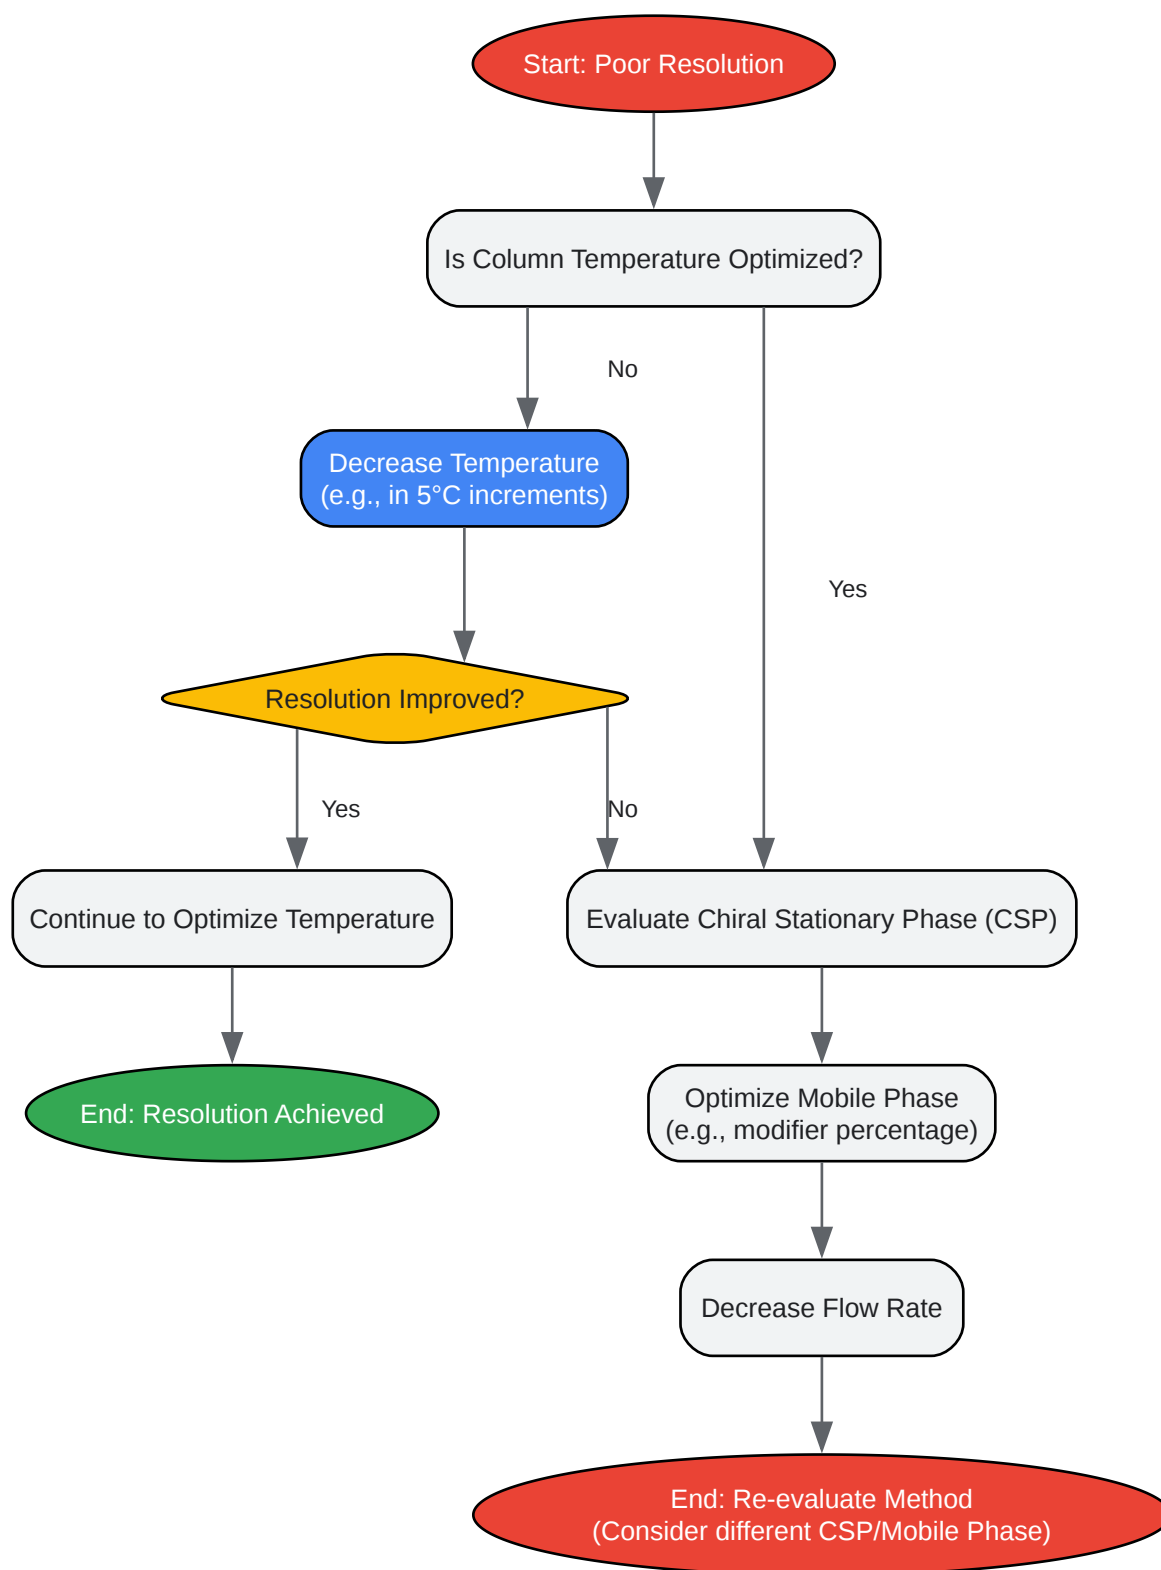 Start: Poor Resolution
Is Column Temperature Optimized?
No
Decrease Temperature
(e.g., in 5°C increments)
Yes
Resolution Improved?
Yes
No
Continue to Optimize Temperature
Evaluate Chiral Stationary Phase (CSP)
End: Resolution Achieved
Optimize Mobile Phase
(e.g., modifier percentage)
Decrease Flow Rate
End: Re-evaluate Method
(Consider different CSP/Mobile Phase)